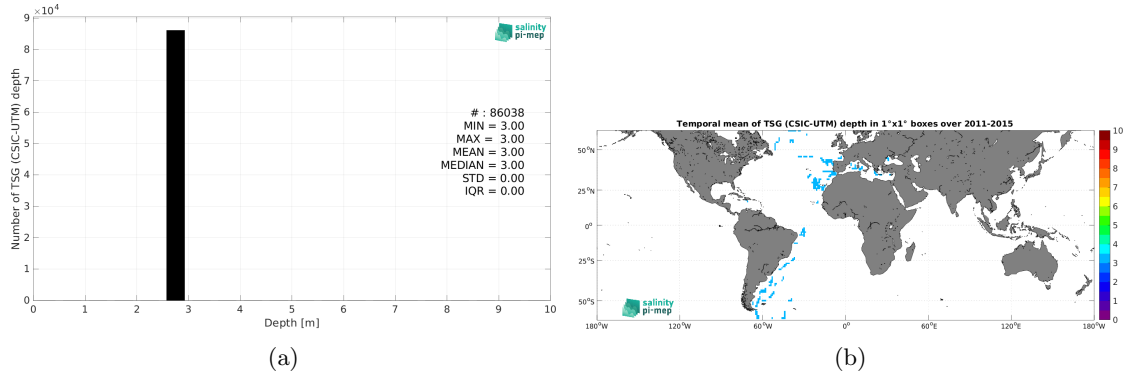 9 ×10⁴
8
7
6
5
4
3
2
1
0
Number of TSG (CSIC-UTM) depth
salinity
pi-mep
# : 86038
MIN = 3.00
MAX = 3.00
MEAN = 3.00
MEDIAN = 3.00
STD = 0.00
IQR = 0.00
0 1 2 3 4 5 6 7 8 9 10
Depth [m]
(a)
Temporal mean of TSG (CSIC-UTM) depth in 1°x1° boxes over 2011-2015
50°N
25°N
0°
25°S
50°S
salinity
pi-mep
180°W 120°W 60°W 0° 60°E 120°E 180°W
10
9
8
7
6
5
4
3
2
1
0
(b)